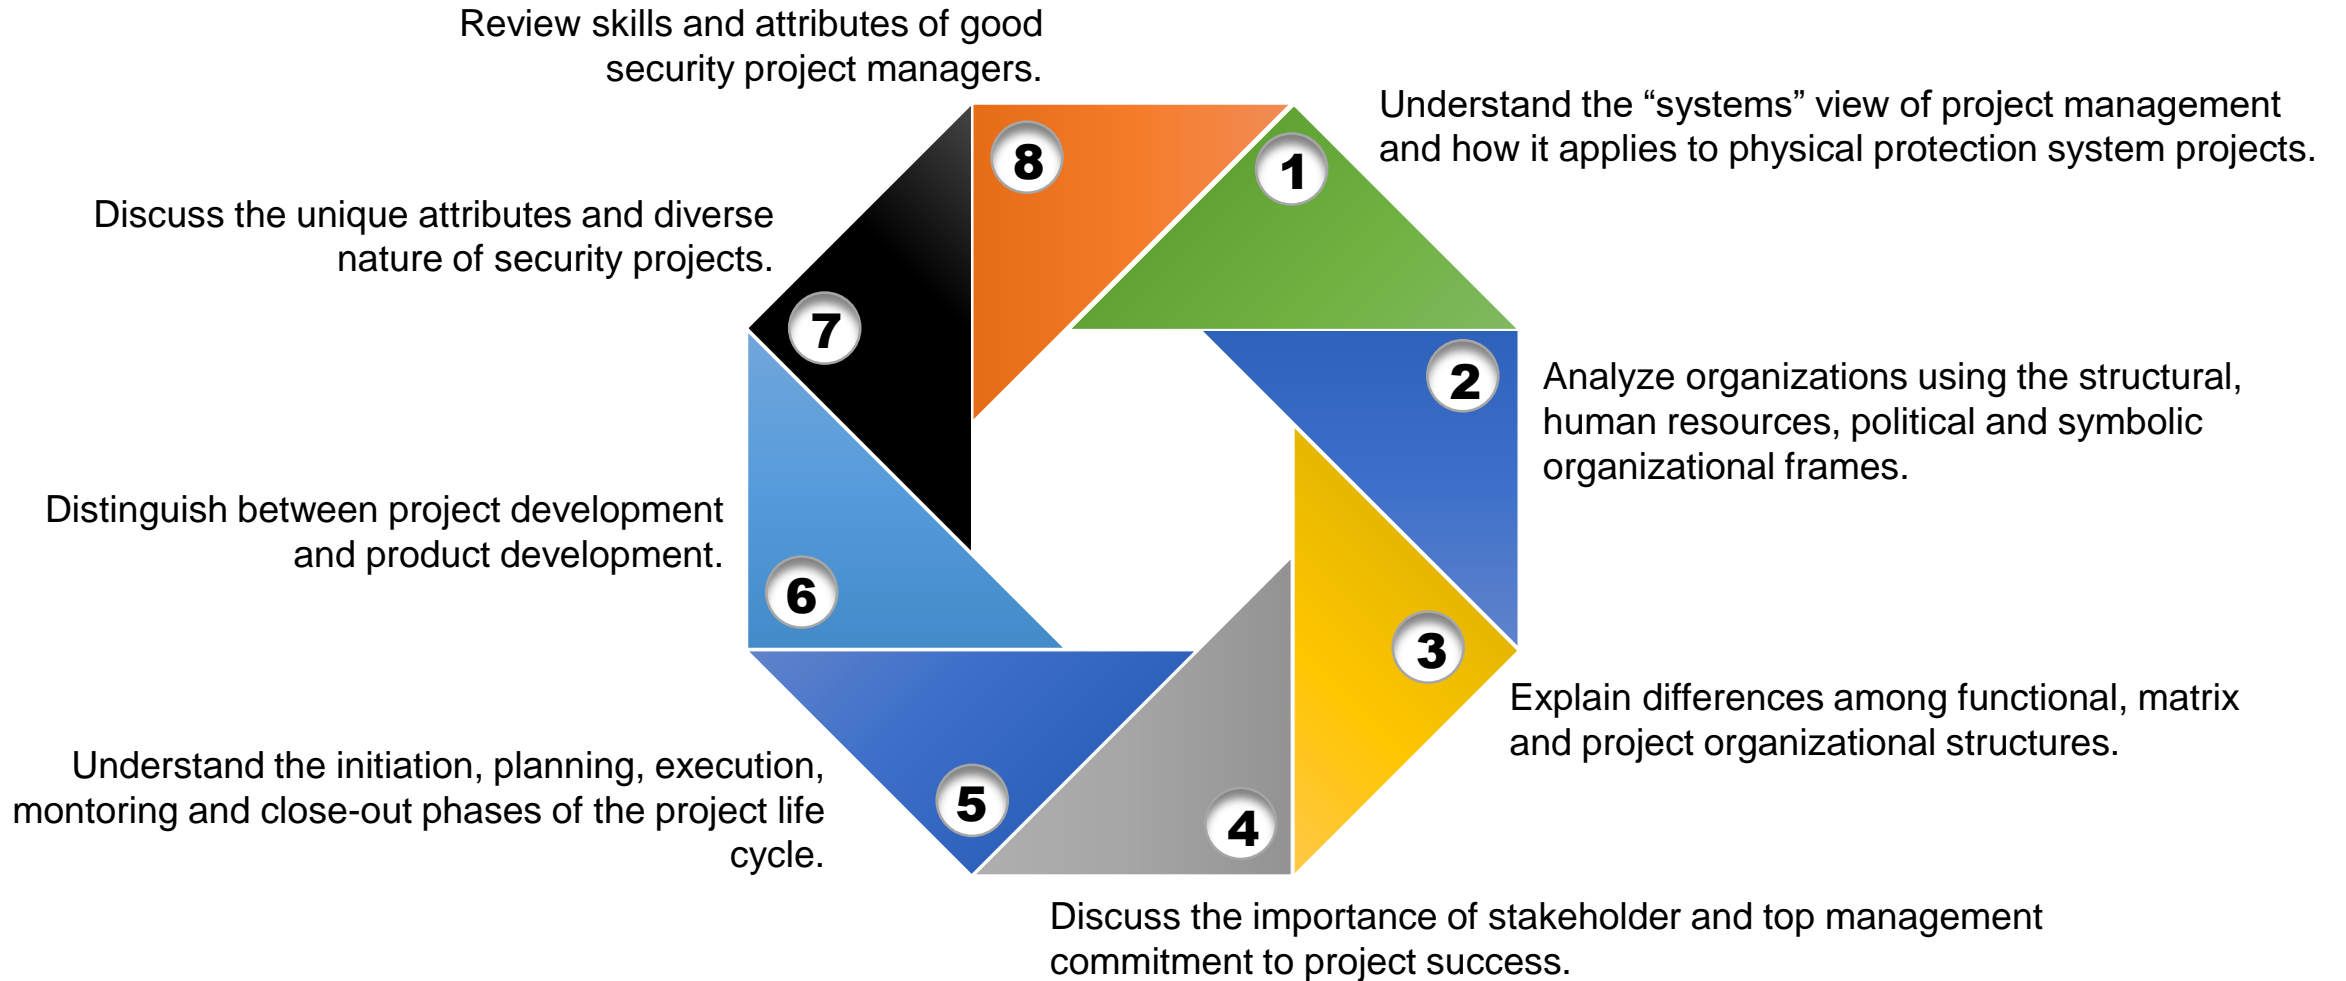 Review skills and attributes of good
security project managers.
8
1
Understand the “systems” view of project management
and how it applies to physical protection system projects.
2
Analyze organizations using the structural,
human resources, political and symbolic
organizational frames.
3
Explain differences among functional, matrix
and project organizational structures.
4
Discuss the importance of stakeholder and top management
commitment to project success.
5
Understand the initiation, planning, execution,
montoring and close-out phases of the project life
cycle.
6
Distinguish between project development
and product development.
7
Discuss the unique attributes and diverse
nature of security projects.